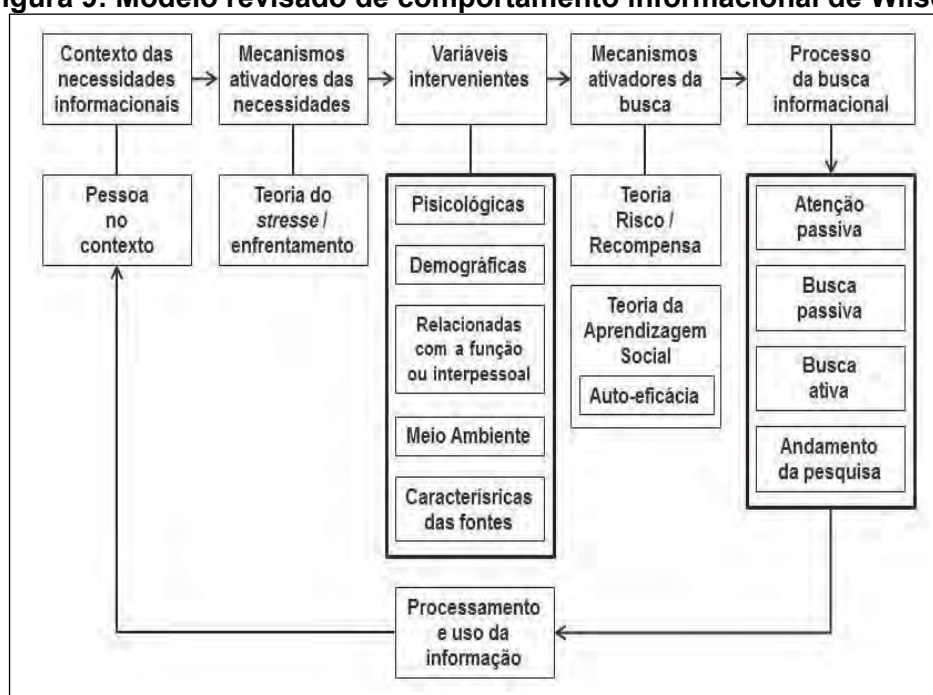 igura 9: Modelo revisado de comportamento informacional de Wilso
Contexto das
necessidades
informacionais
Mecanismos
ativadores das
necessidades
Variáveis
intervenientes
Mecanismos
ativadores da
busca
Processo
da busca
informacional
Pessoa
no
contexto
Teoria do
stresse /
enfrentamento
Pisicológicas
Demográficas
Relacionadas
com a função
ou interpessoal
Meio Ambiente
Caracterísricas
das fontes
Teoria
Risco /
Recompensa
Teoria da
Aprendizagem
Social
Auto-eficácia
Atenção
passiva
Busca
passiva
Busca
ativa
Andamento
da pesquisa
Processamento
e uso da
informação